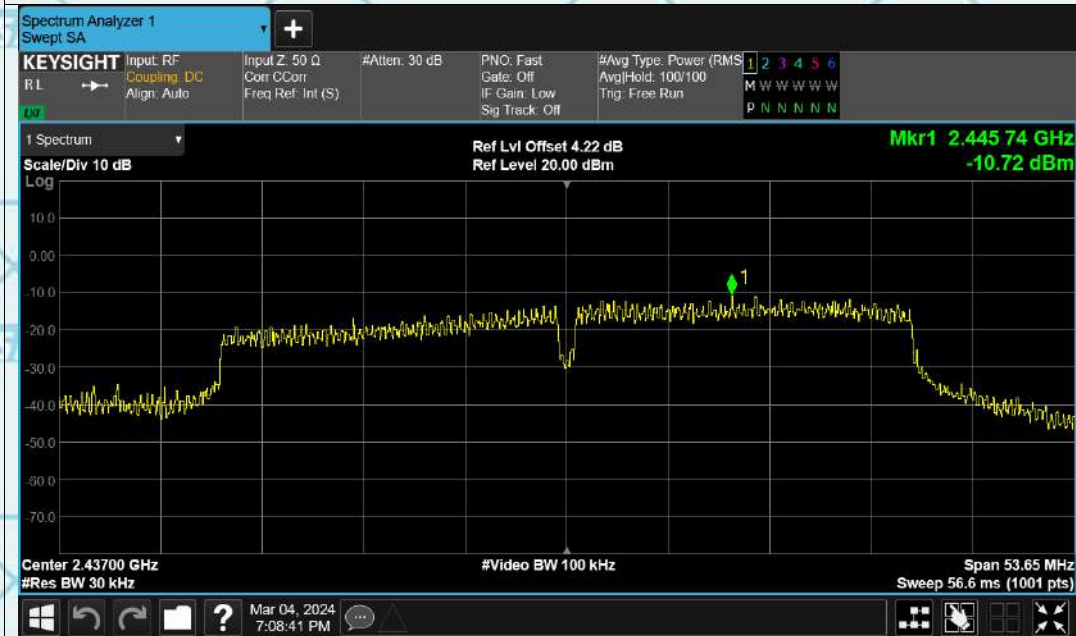 Spectrum Analyzer 1
Swept SA
+
KEYSIGHT
RL
LXI
Input: RF
Coupling: DC
Align: Auto
Input Z: 50 Ω
Corr CCorr
Freq Ref: Int (S)
#Atten: 30 dB
PNO: Fast
Gate: Off
IF Gain: Low
Sig Track: Off
#Avg Type: Power (RMS
Avg|Hold: 100/100
Trig: Free Run
1 2 3 4 5 6
M W W W W W
P N N N N N
1 Spectrum
Scale/Div 10 dB
Log
Ref Lvl Offset 4.22 dB
Ref Level 20.00 dBm
Mkr1 2.445 74 GHz
-10.72 dBm
10.0
0.00
-10.0
-20.0
-30.0
-40.0
-50.0
-60.0
-70.0
1
Center 2.43700 GHz
#Res BW 30 kHz
#Video BW 100 kHz
Span 53.65 MHz
Sweep 56.6 ms (1001 pts)
?
Mar 04, 2024
7:08:41 PM